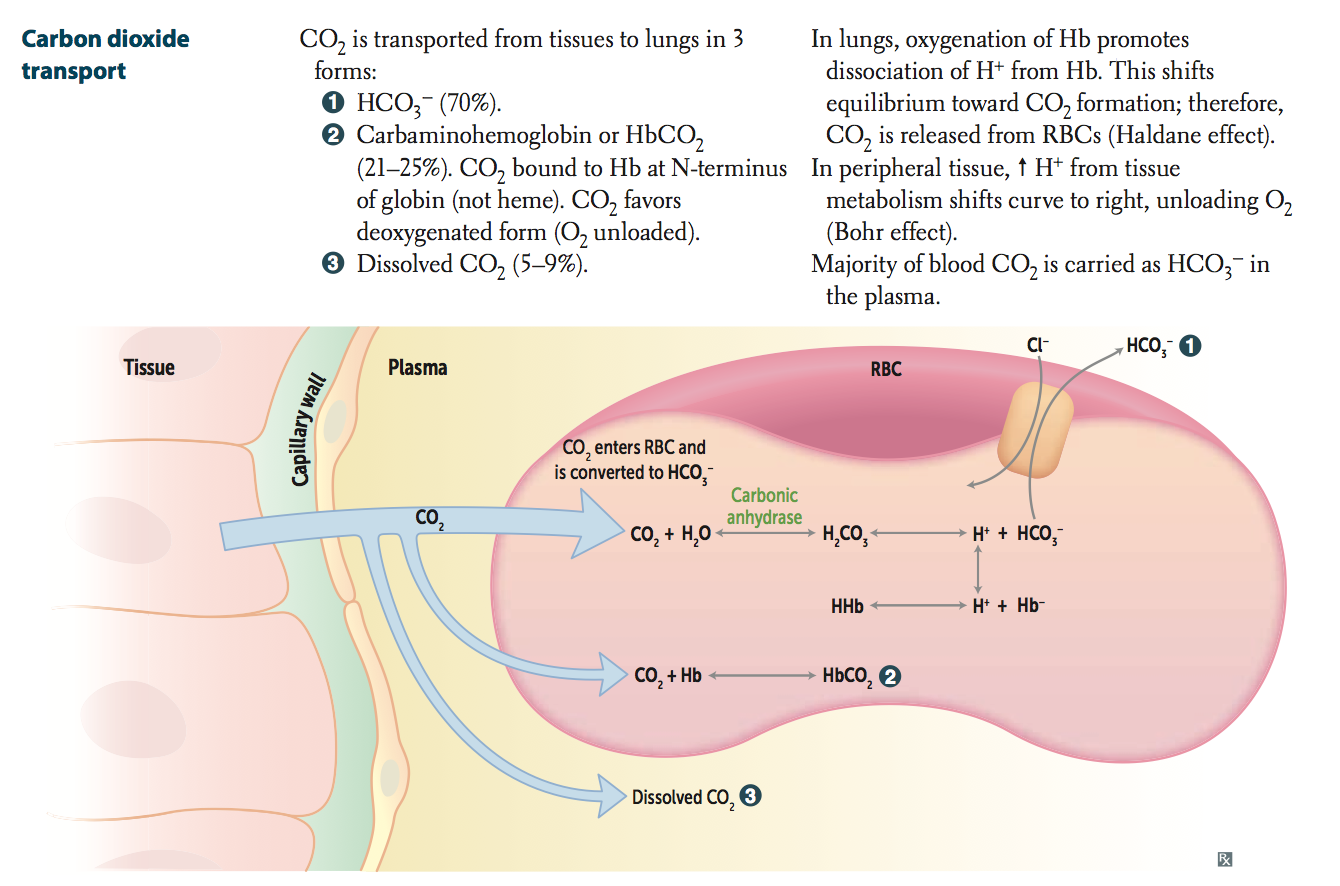 Carbon dioxide
transport
CO₂ is transported from tissues to lungs in 3
forms:
❶ HCO₃⁻ (70%).
❷ Carbaminohemoglobin or HbCO₂
(21–25%). CO₂ bound to Hb at N-terminus
of globin (not heme). CO₂ favors
deoxygenated form (O₂ unloaded).
❸ Dissolved CO₂ (5–9%).
In lungs, oxygenation of Hb promotes
dissociation of H⁺ from Hb. This shifts
equilibrium toward CO₂ formation; therefore,
CO₂ is released from RBCs (Haldane effect).
In peripheral tissue, ↑ H⁺ from tissue
metabolism shifts curve to right, unloading O₂
(Bohr effect).
Majority of blood CO₂ is carried as HCO₃⁻ in
the plasma.
Tissue
Capillary wall
Plasma
RBC
Cl⁻
HCO₃⁻ ❶
CO₂ enters RBC and
is converted to HCO₃⁻
CO₂
Carbonic
anhydrase
CO₂ + H₂O
H₂CO₃
H⁺ + HCO₃⁻
HHb
H⁺ + Hb⁻
CO₂ + Hb
HbCO₂ ❷
Dissolved CO₂ ❸
℞